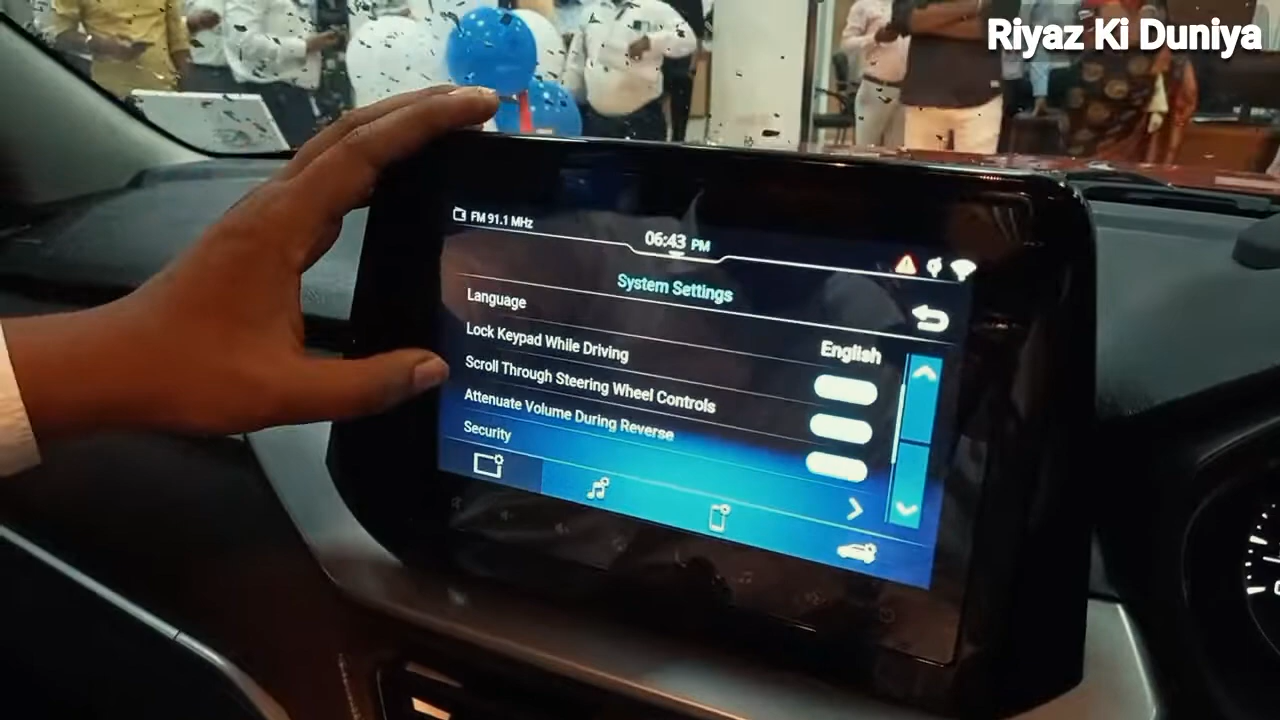 Riyaz Ki Duniya
FM 91.1 MHz
06:43 PM
System Settings
Language
English
Lock Keypad While Driving
Scroll Through Steering Wheel Controls
Attenuate Volume During Reverse
Security